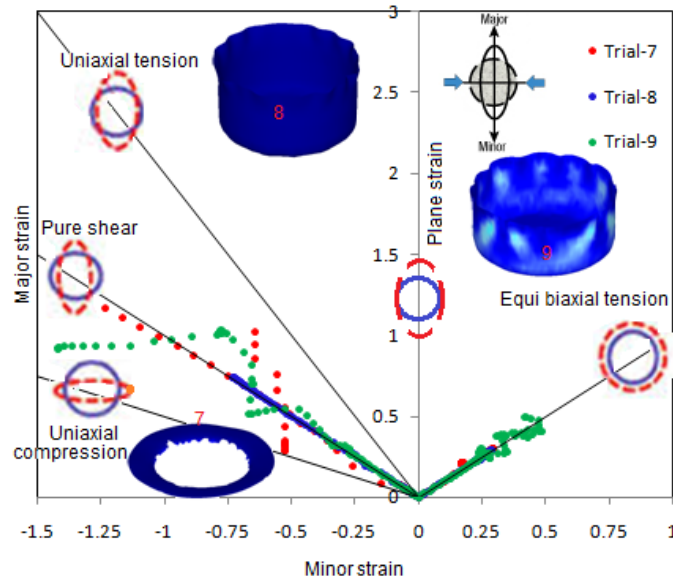 3
Major
Uniaxial tension
Trial-7
2.5
Trial-8
8
Minor
Trial-9
2
Plane strain
Major strain
Pure shear
9
1.5
Equi biaxial tension
1
7
0.5
Uniaxial
compression
0
-1.5 -1.25 -1 -0.75 -0.5 -0.25 0 0.25 0.5 0.75 1
Minor strain